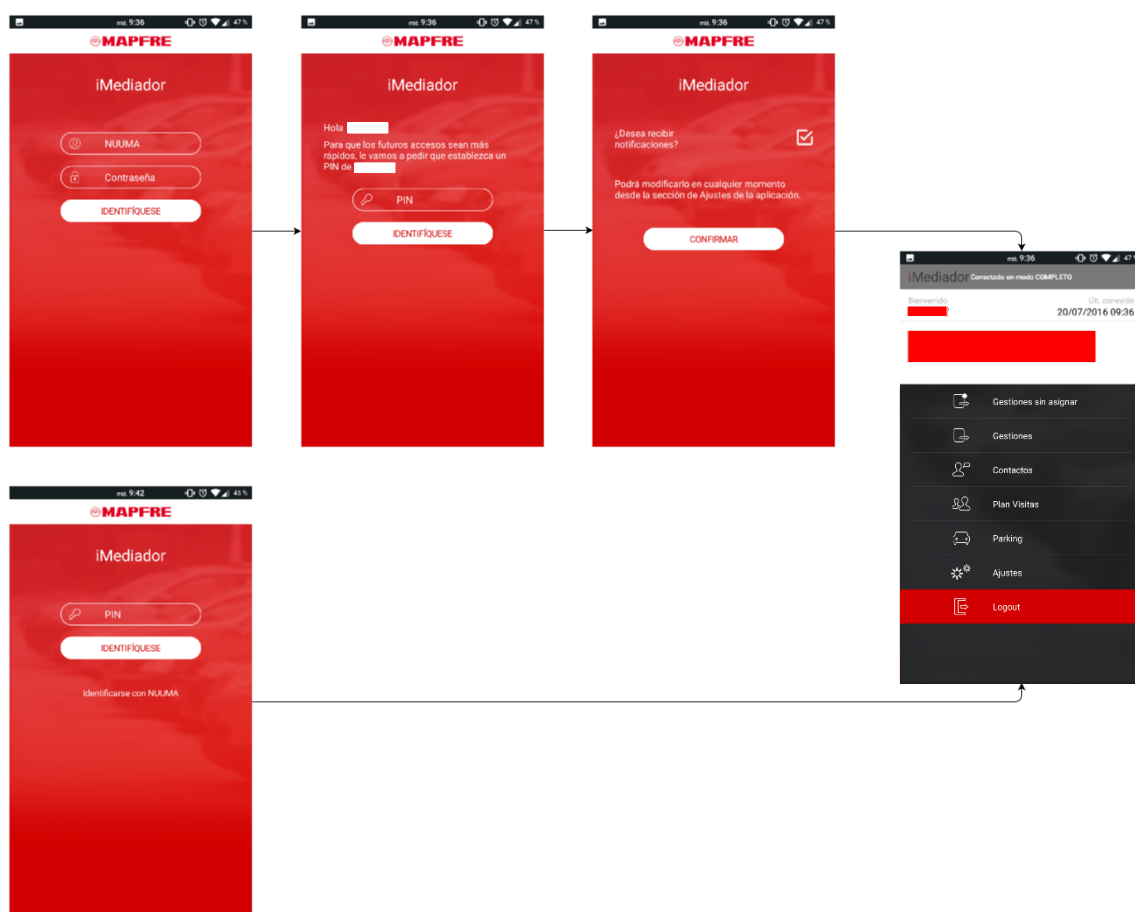 mié. 9:36 47 %
MAPFRE
iMediador
NUUMA
Contraseña
IDENTIFÍQUESE
mié. 9:36 47 %
MAPFRE
iMediador
Hola
Para que los futuros accesos sean más
rápidos, le vamos a pedir que establezca un
PIN de
PIN
IDENTIFÍQUESE
mié. 9:36 47 %
MAPFRE
iMediador
¿Desea recibir
notificaciones?
Podrá modificarlo en cualquier momento
desde la sección de Ajustes de la aplicación.
CONFIRMAR
mié. 9:36 47
iMediador Conectado en modo COMPLETO
Bienvenido Últ. conexión
20/07/2016 09:36
Gestiones sin asignar
Gestiones
Contactos
Plan Visitas
Parking
Ajustes
Logout
mié. 9:42 45 %
MAPFRE
iMediador
PIN
IDENTIFÍQUESE
Identificarse con NUUMA